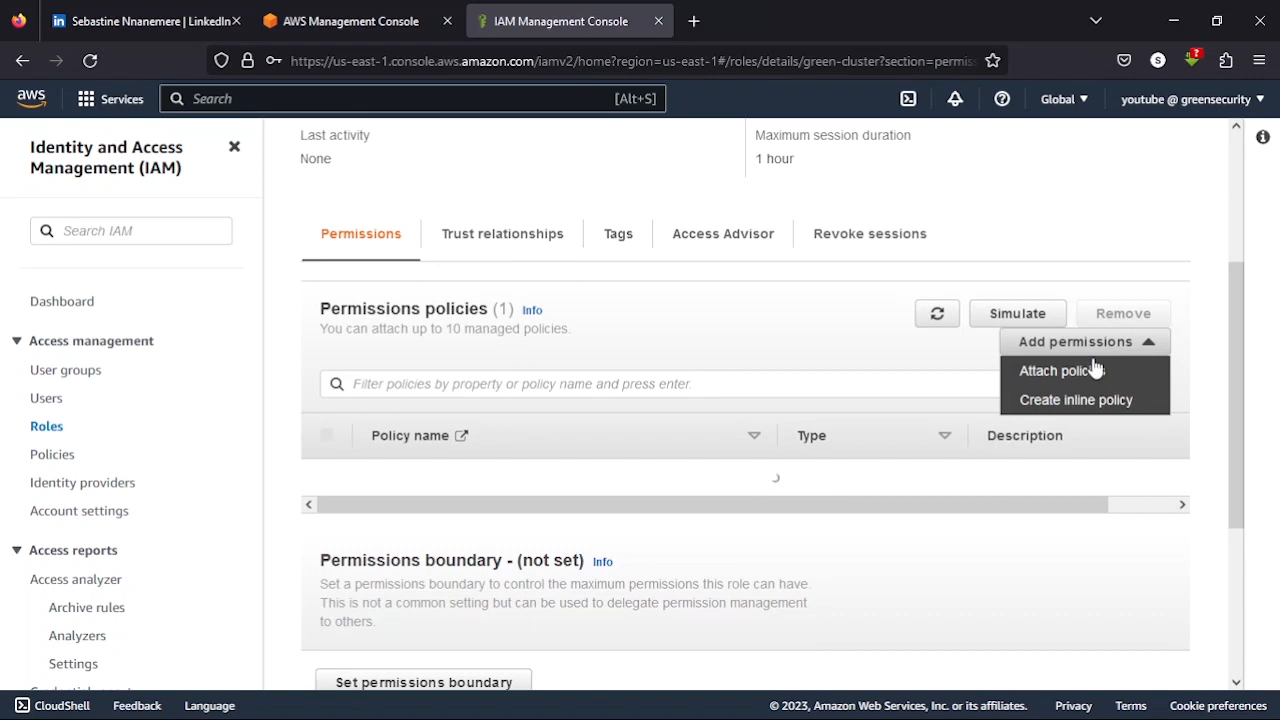 Sebastine Nnanemere | LinkedIn
AWS Management Console
IAM Management Console
https://us-east-1.console.aws.amazon.com/iamv2/home?region=us-east-1#/roles/details/green-cluster?section=permis
aws
Services
Search
[Alt+S]
Global
youtube @ greensecurity
Identity and Access
Management (IAM)
Search IAM
Dashboard
Access management
User groups
Users
Roles
Policies
Identity providers
Account settings
Access reports
Access analyzer
Archive rules
Analyzers
Settings
Last activity
None
Maximum session duration
1 hour
Permissions
Trust relationships
Tags
Access Advisor
Revoke sessions
Permissions policies (1) Info
You can attach up to 10 managed policies.
Simulate
Remove
Add permissions
Attach policies
Create inline policy
Filter policies by property or policy name and press enter.
Policy name
Type
Description
Permissions boundary - (not set) Info
Set a permissions boundary to control the maximum permissions this role can have.
This is not a common setting but can be used to delegate permission management
to others.
Set permissions boundary
CloudShell
Feedback
Language
© 2023, Amazon Web Services, Inc. or its affiliates.
Privacy
Terms
Cookie preferences